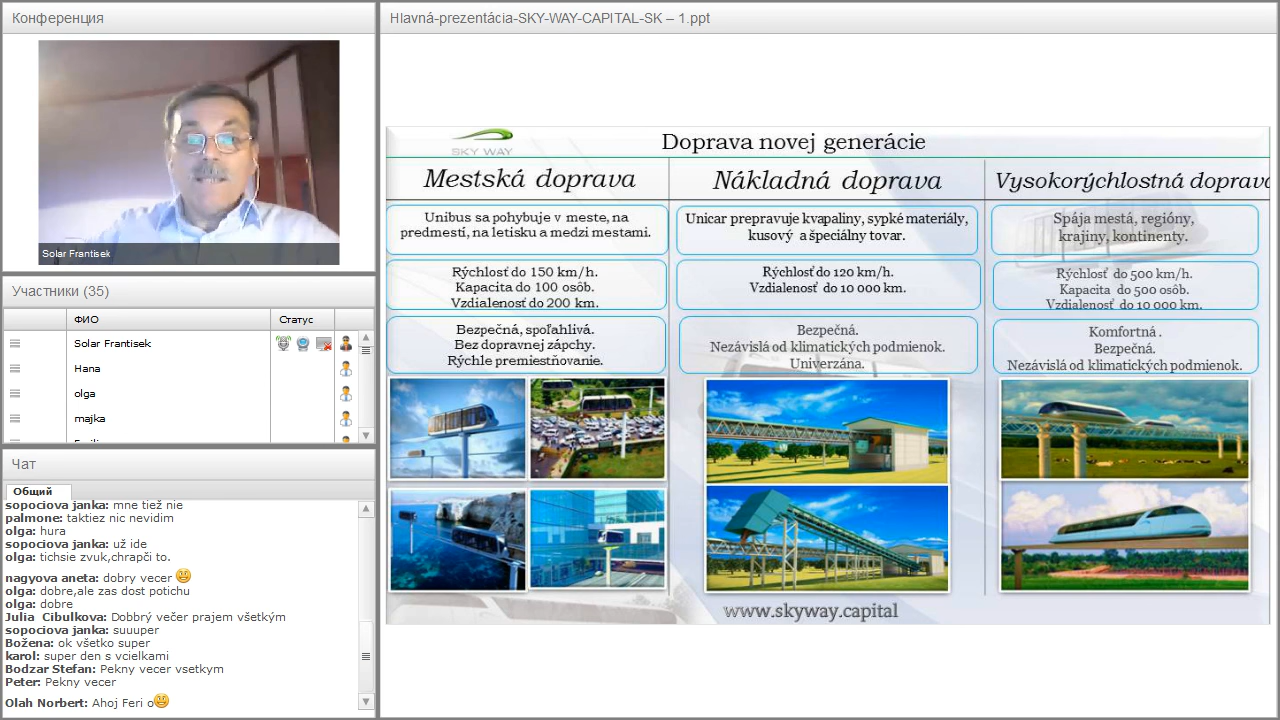 Конференция
Solar Frantisek
Участники (35)
ФИО
Статус
Solar Frantisek
Hana
olga
majka
Чат
Общий
sopociova janka: mne tiež nie
palmone: taktiez nic nevidim
olga: hura
sopociova janka: už ide
olga: tichsie zvuk,chrapči to.
nagyova aneta: dobry vecer
olga: dobre,ale zas dost potichu
olga: dobre
Julia Cibulkova: Dobbrý večer prajem všetkým
sopociova janka: suuuper
Božena: ok všetko super
karol: super den s vcielkami
Bodzar Stefan: Pekny vecer vsetkym
Peter: Pekny vecer
Olah Norbert: Ahoj Feri o
Hlavná-prezentácia-SKY-WAY-CAPITAL-SK – 1.ppt
SKY WAY
Doprava novej generácie
Mestská doprava
Unibus sa pohybuje v meste, na
predmestí, na letisku a medzi mestami.
Rýchlosť do 150 km/h.
Kapacita do 100 osôb.
Vzdialenosť do 200 km.
Bezpečná, spoľahlivá.
Bez dopravnej zápchy.
Rýchle premiestňovanie.
Nákladná doprava
Unicar prepravuje kvapaliny, sypké materiály,
kusový a špeciálny tovar.
Rýchlosť do 120 km/h.
Vzdialenosť do 10 000 km.
Bezpečná.
Nezávislá od klimatických podmienok.
Univerzána.
Vysokorýchlostná doprava
Spája mestá, regióny,
krajiny, kontinenty.
Rýchlosť do 500 km/h.
Kapacita do 500 osôb.
Vzdialenosť do 10 000 km.
Komfortná .
Bezpečná.
Nezávislá od klimatických podmienok.
www.skyway.capital